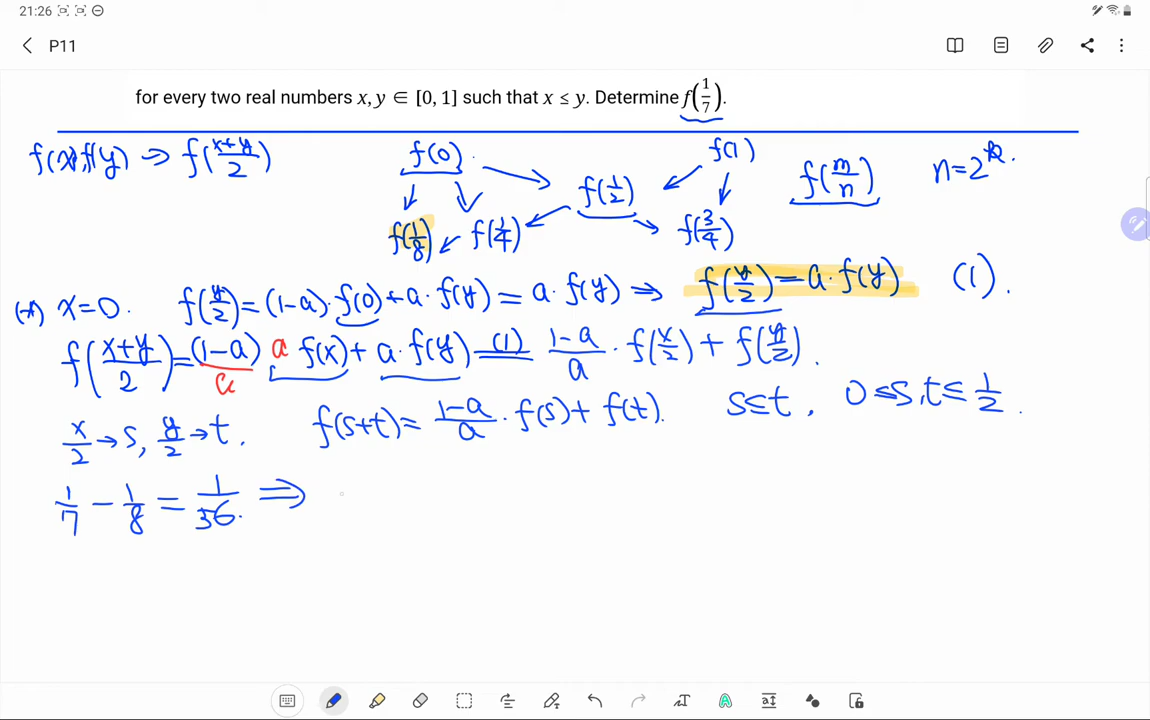 21:26
P11
for every two real numbers x, y ∈ [0, 1] such that x ≤ y. Determine f(1/7).
f(x), f(y) ⇒ f((x+y)/2)
f(0)
f(1)
f(m/n)
n=2^k.
f(1/2)
f(1/8)
f(1/4)
f(3/4)
(*) x=0. f(y/2)=(1-a)·f(0)+a·f(y)=a·f(y) ⇒ f(y/2)=a·f(y) (1).
f((x+y)/2)=(1-a)/a a f(x)+a·f(y) =(1)= (1-a)/a·f(x/2)+f(y/2).
x/2→s, y/2→t. f(s+t)=(1-a)/a·f(s)+f(t). s≤t, 0≤s,t≤1/2.
1/7-1/8=1/56. ⇒